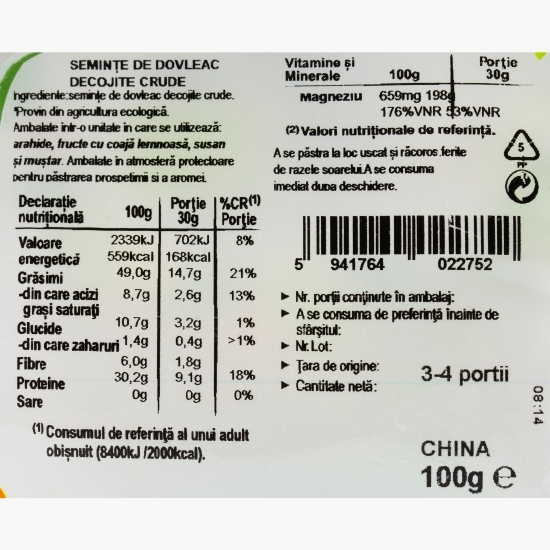 SEMINȚE DE DOVLEAC
DECOJITE CRUDE
Ingrediente:semințe de dovleac decojite crude.
*Provin din agricultura ecologică.
Ambalate într-o unitate în care se utilizează:
arahide, fructe cu coajă lemnoasă, susan
și muștar. Ambalate in atmosferă protectoare
pentru păstrarea prospetimii si a aromei.
Declarație nutrițională 100g Porție 30g %CR(1) Porție
Valoare energetică 2339kJ 702kJ 8%
559kcal 168kcal
Grăsimi 49,0g 14,7g 21%
-din care acizi grași saturați 8,7g 2,6g 13%
Glucide 10,7g 3,2g 1%
-din care zaharuri 1,4g 0,4g >1%
Fibre 6,0g 1,8g
Proteine 30,2g 9,1g 18%
Sare 0g 0g 0%
(1) Consumul de referință al unui adult
obișnuit (8400kJ /2000kcal).
Vitamine și Minerale 100g Porție 30g
Magneziu 659mg 198g
176%VNR 53%VNR
(2) Valori nutriționale de referință.
A se păstra la loc uscat și răcoros ,ferite
de razele soarelui.A se consuma
imediat dupa deschidere.
5
PP
5 941764 022752
► Nr. porții conținute în ambalaj:
► A se consuma de preferință înainte de
sfârșitul:
► Nr. Lot:
► Țara de origine:
► Cantitate netă:
3-4 portii
08:14
CHINA
100g ℮